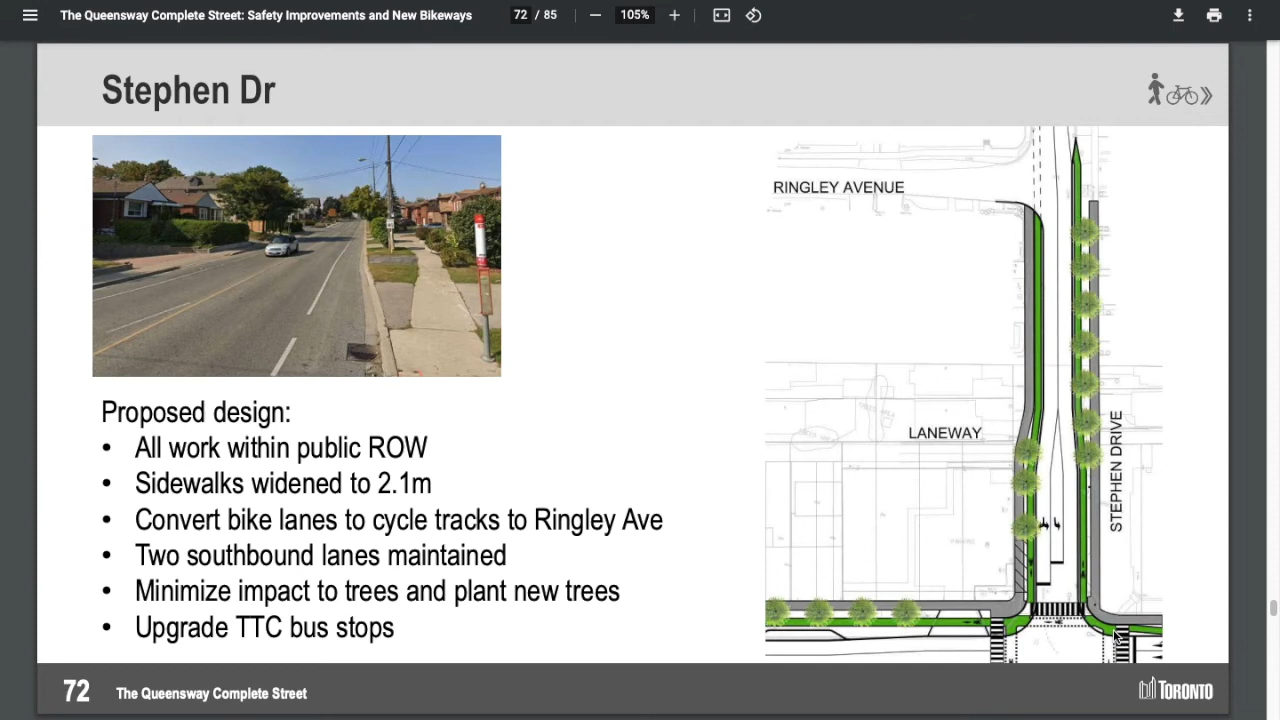 The Queensway Complete Street: Safety Improvements and New Bikeways
72 / 85
105%
Stephen Dr
RINGLEY AVENUE
LANEWAY
STEPHEN DRIVE
Proposed design:
• All work within public ROW
• Sidewalks widened to 2.1m
• Convert bike lanes to cycle tracks to Ringley Ave
• Two southbound lanes maintained
• Minimize impact to trees and plant new trees
• Upgrade TTC bus stops
72 The Queensway Complete Street
TORONTO